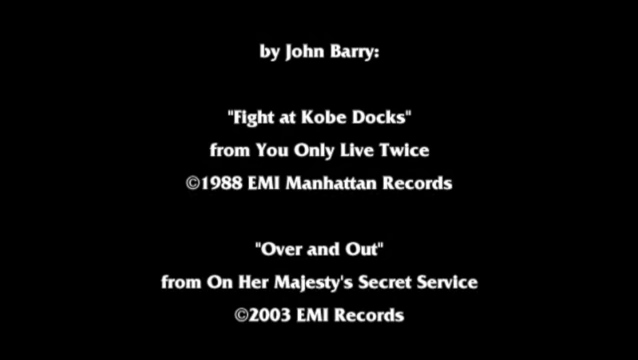 by John Barry:
"Fight at Kobe Docks"
from You Only Live Twice
©1988 EMI Manhattan Records
"Over and Out"
from On Her Majesty's Secret Service
©2003 EMI Records